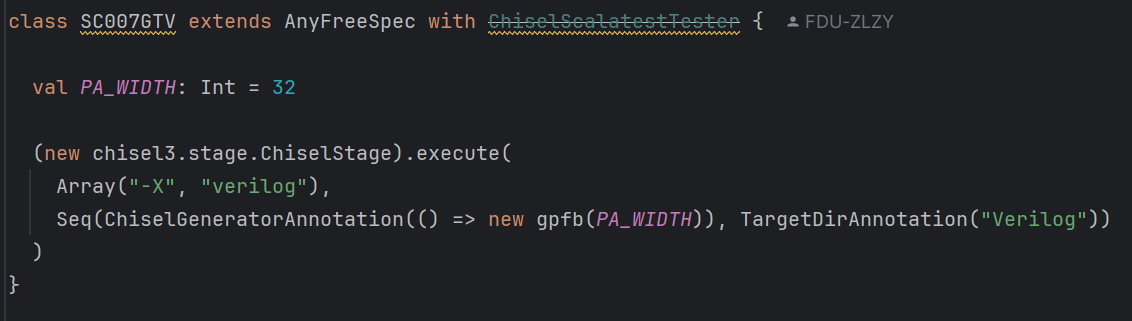 class SC007GTV extends AnyFreeSpec with ChiselScalatestTester { FDU-ZLZY
val PA_WIDTH: Int = 32
(new chisel3.stage.ChiselStage).execute(
Array("-X", "verilog"),
Seq(ChiselGeneratorAnnotation(() => new gpfb(PA_WIDTH)), TargetDirAnnotation("Verilog"))
)
}